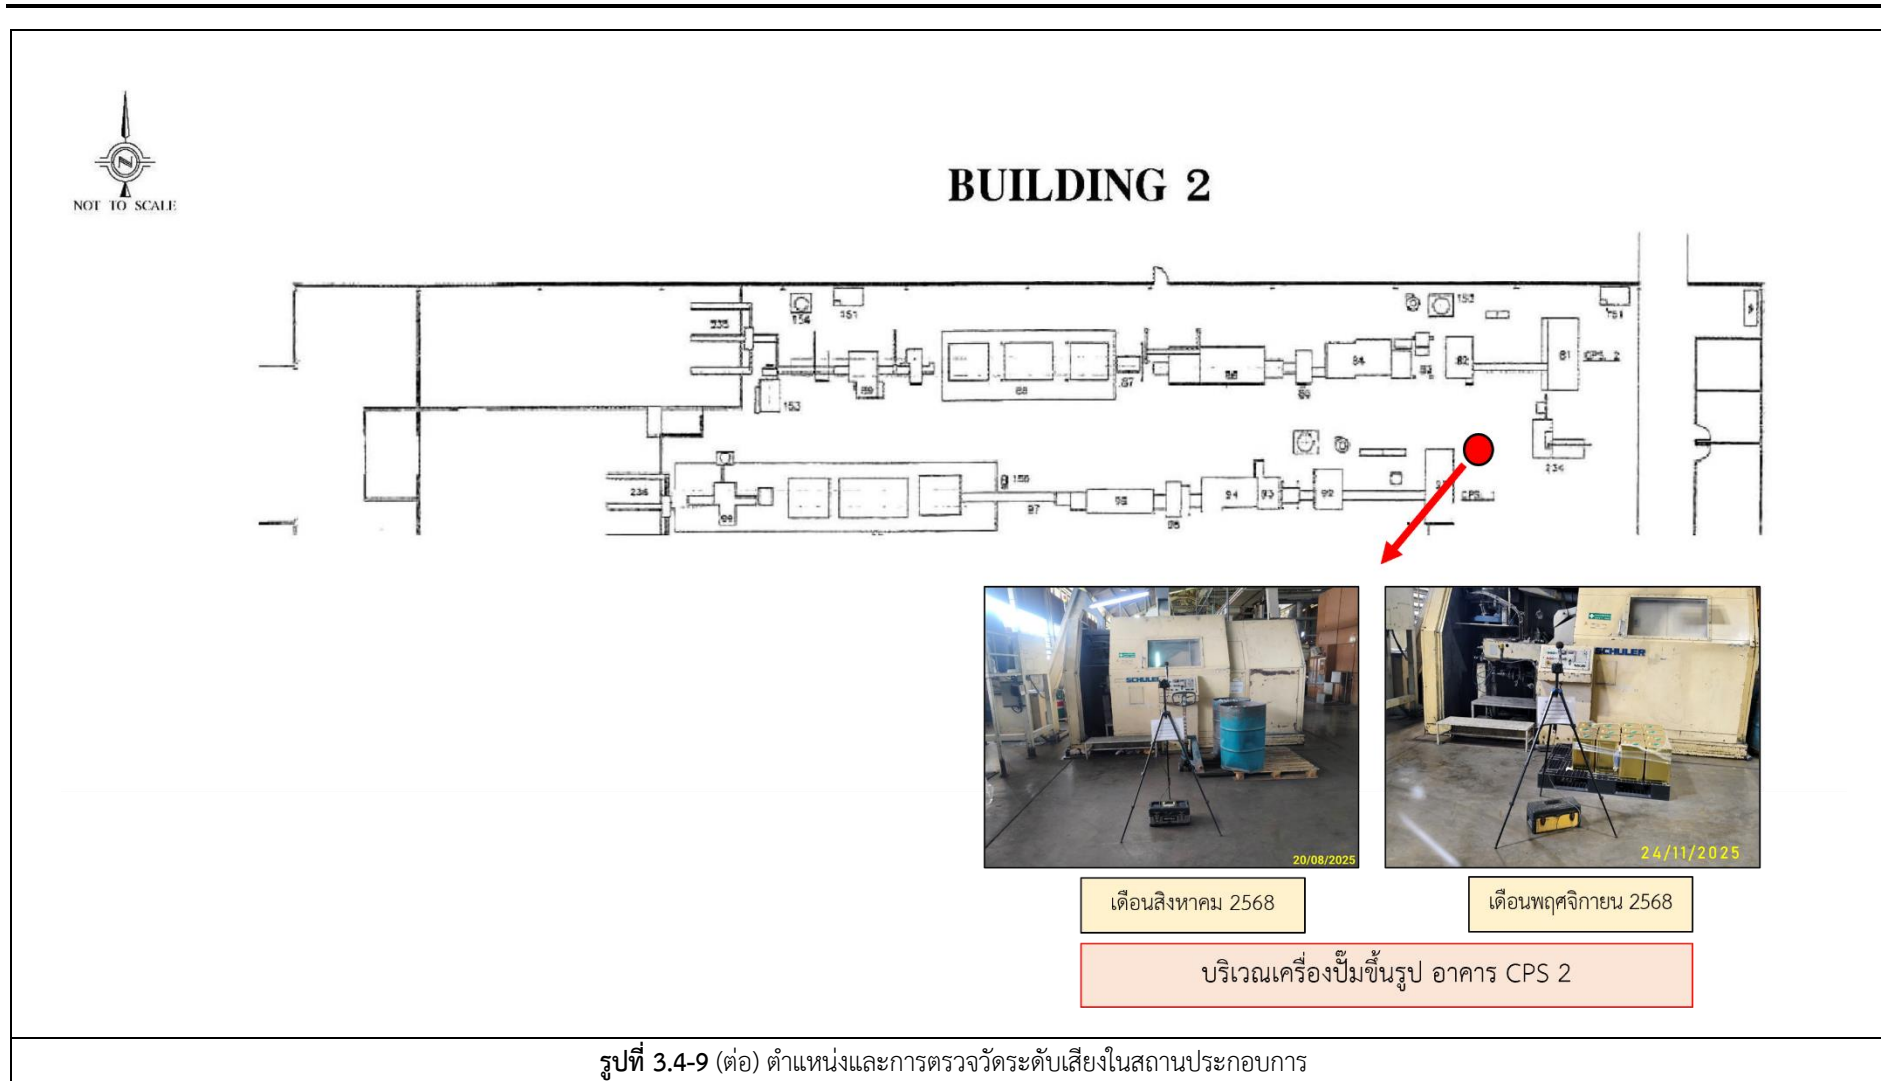 N
NOT TO SCALE
BUILDING 2
154
151
153
151
235
81
CPS. 2
82
84
87
88
89
153
234
236
155
97
94
93
92
CPS. 1
SCHULER
SCHULER
20/08/2025
24/11/2025
เดือนสิงหาคม 2568
เดือนพฤศจิกายน 2568
บริเวณเครื่องปั๊มขึ้นรูป อาคาร CPS 2
รูปที่ 3.4-9 (ต่อ) ตำแหน่งและการตรวจวัดระดับเสียงในสถานประกอบการ